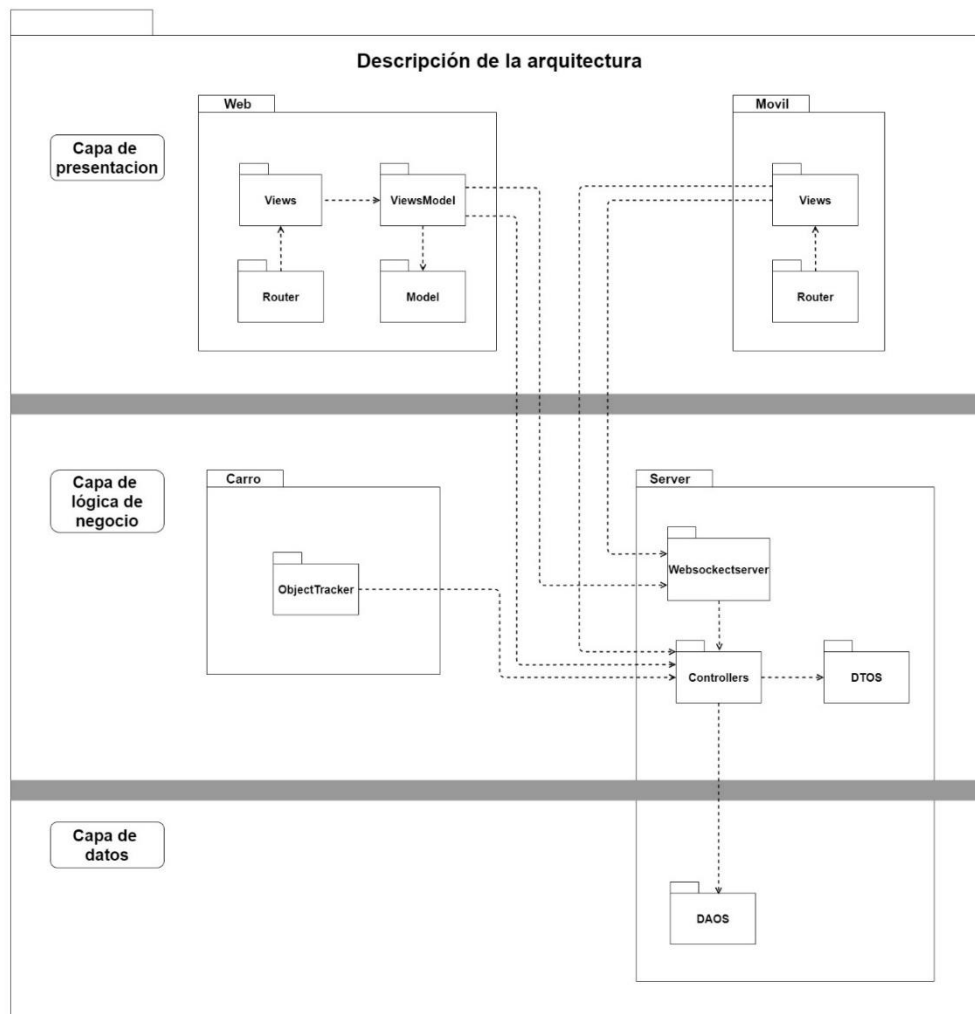 Descripción de la arquitectura
Web
Movil
Capa de
presentacion
Views
ViewsModel
Views
Router
Model
Router
Capa de
lógica de
negocio
Carro
Server
ObjectTracker
Websockectserver
Controllers
DTOS
Capa de
datos
DAOS